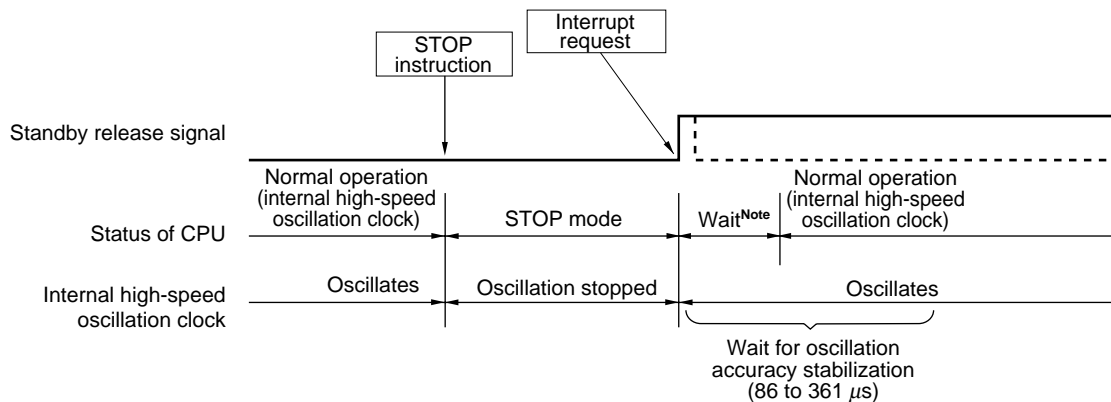 Interrupt
request
STOP
instruction
Standby release signal
Normal operation
(internal high-speed
oscillation clock)
Normal operation
(internal high-speed
oscillation clock)
Status of CPU
STOP mode
WaitNote
Internal high-speed
oscillation clock
Oscillates
Oscillation stopped
Oscillates
Wait for oscillation
accuracy stabilization
(86 to 361 μs)